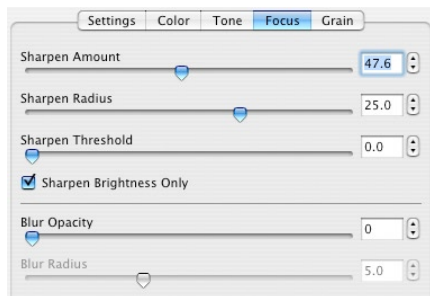 Settings Color Tone Focus Grain
Sharpen Amount
47.6
Sharpen Radius
25.0
Sharpen Threshold
0.0
Sharpen Brightness Only
Blur Opacity
0
Blur Radius
5.0